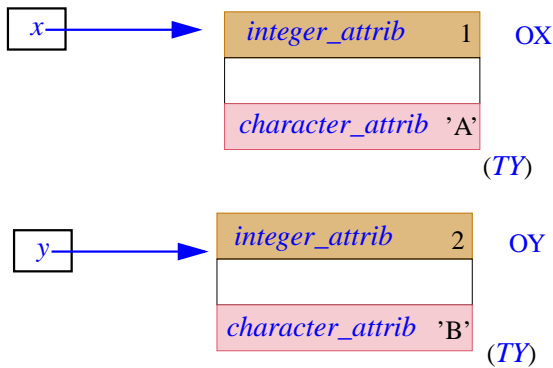 x integer_attrib 1 OX
character_attrib 'A'
(TY)
y integer_attrib 2 OY
character_attrib 'B'
(TY)